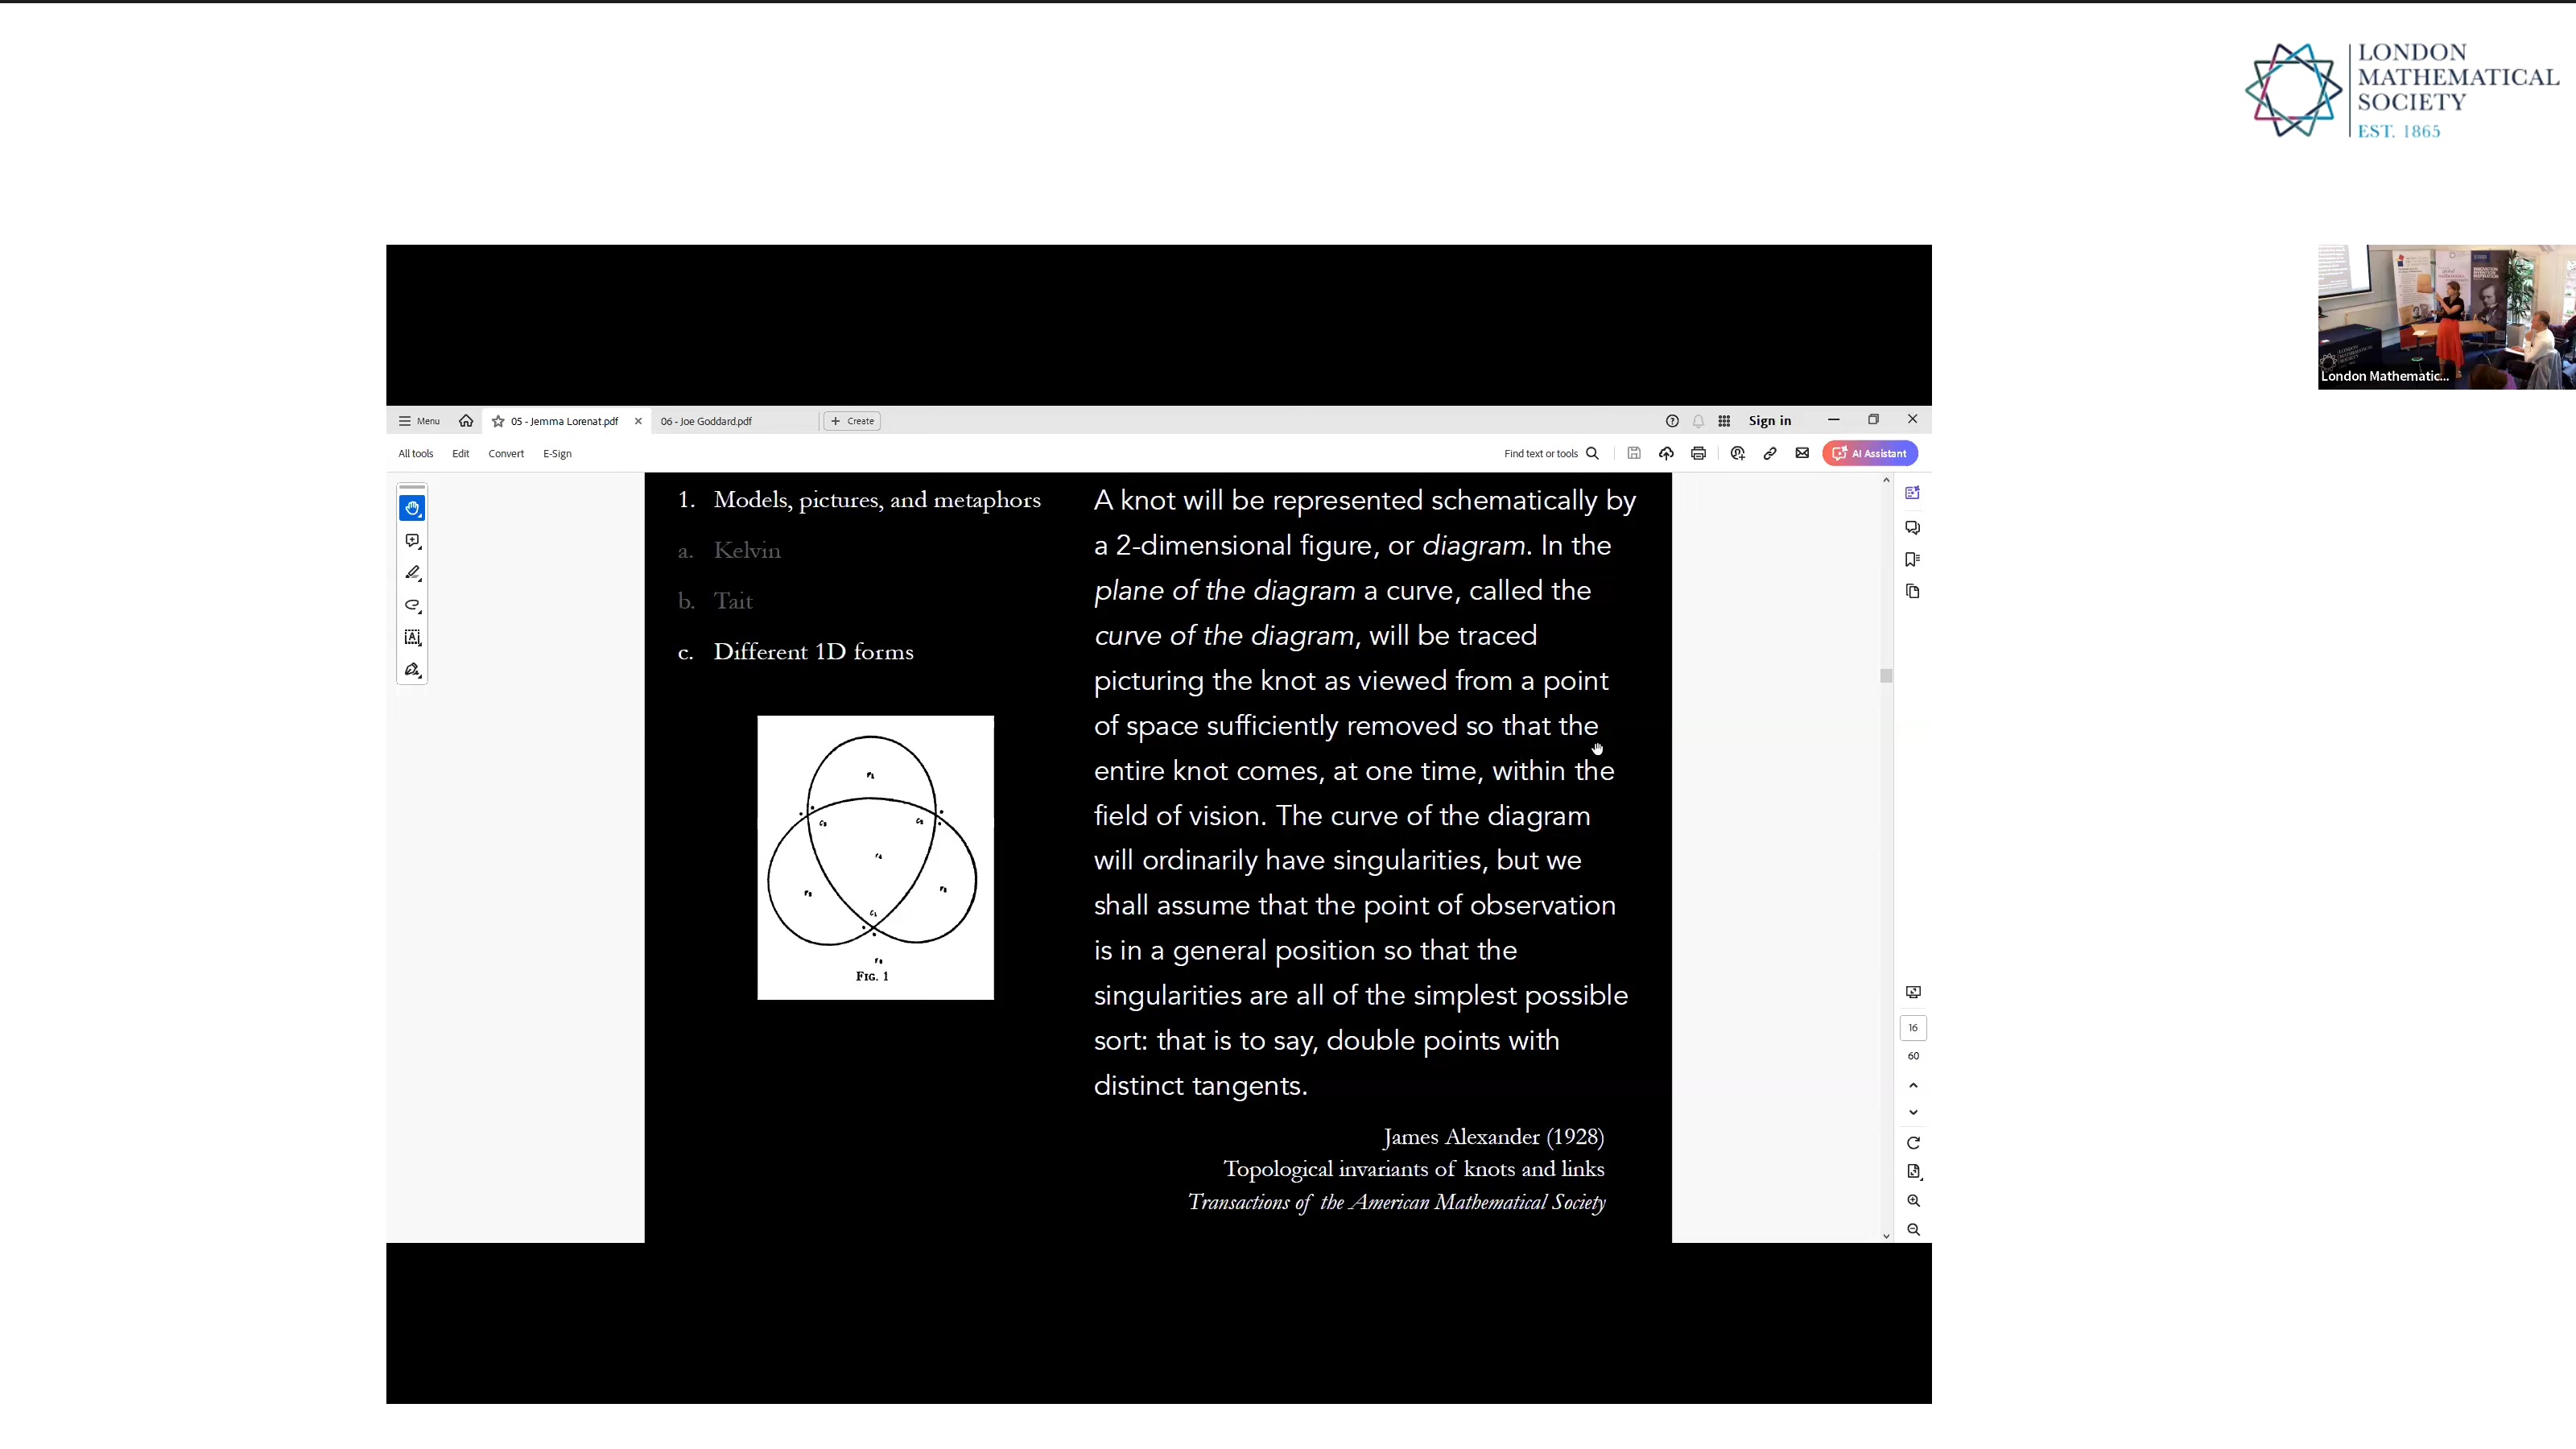 LONDON
MATHEMATICAL
SOCIETY
EST. 1865
London Mathematic...
Menu
05 - Jemma Lorenat.pdf
06 - Joe Goddard.pdf
Create
Sign in
All tools
Edit
Convert
E-Sign
Find text or tools
AI Assistant
1. Models, pictures, and metaphors
a. Kelvin
b. Tait
c. Different 1D forms
FIG. 1
A knot will be represented schematically by
a 2-dimensional figure, or diagram. In the
plane of the diagram a curve, called the
curve of the diagram, will be traced
picturing the knot as viewed from a point
of space sufficiently removed so that the
entire knot comes, at one time, within the
field of vision. The curve of the diagram
will ordinarily have singularities, but we
shall assume that the point of observation
is in a general position so that the
singularities are all of the simplest possible
sort: that is to say, double points with
distinct tangents.
James Alexander (1928)
Topological invariants of knots and links
Transactions of the American Mathematical Society
16
60